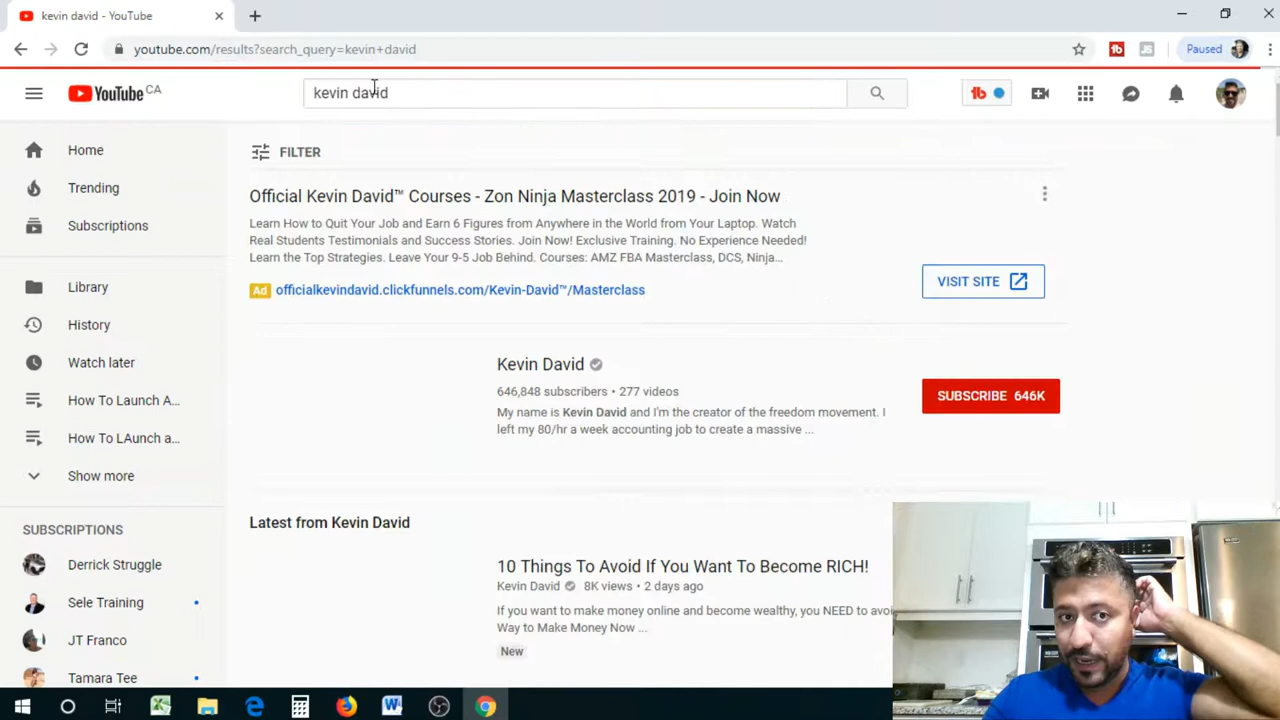 kevin david - YouTube
youtube.com/results?search_query=kevin+david
Paused
YouTube CA
kevin david
tb
Home
Trending
Subscriptions
Library
History
Watch later
How To Launch A...
How To LAunch a...
Show more
SUBSCRIPTIONS
Derrick Struggle
Sele Training
JT Franco
Tamara Tee
FILTER
Official Kevin David™ Courses - Zon Ninja Masterclass 2019 - Join Now
Learn How to Quit Your Job and Earn 6 Figures from Anywhere in the World from Your Laptop. Watch
Real Students Testimonials and Success Stories. Join Now! Exclusive Training. No Experience Needed!
Learn the Top Strategies. Leave Your 9-5 Job Behind. Courses: AMZ FBA Masterclass, DCS, Ninja...
Ad officialkevindavid.clickfunnels.com/Kevin-David™/Masterclass
VISIT SITE
Kevin David
646,848 subscribers • 277 videos
My name is Kevin David and I'm the creator of the freedom movement. I
left my 80/hr a week accounting job to create a massive ...
SUBSCRIBE 646K
Latest from Kevin David
10 Things To Avoid If You Want To Become RICH!
Kevin David 8K views • 2 days ago
If you want to make money online and become wealthy, you NEED to avoi
Way to Make Money Now ...
New